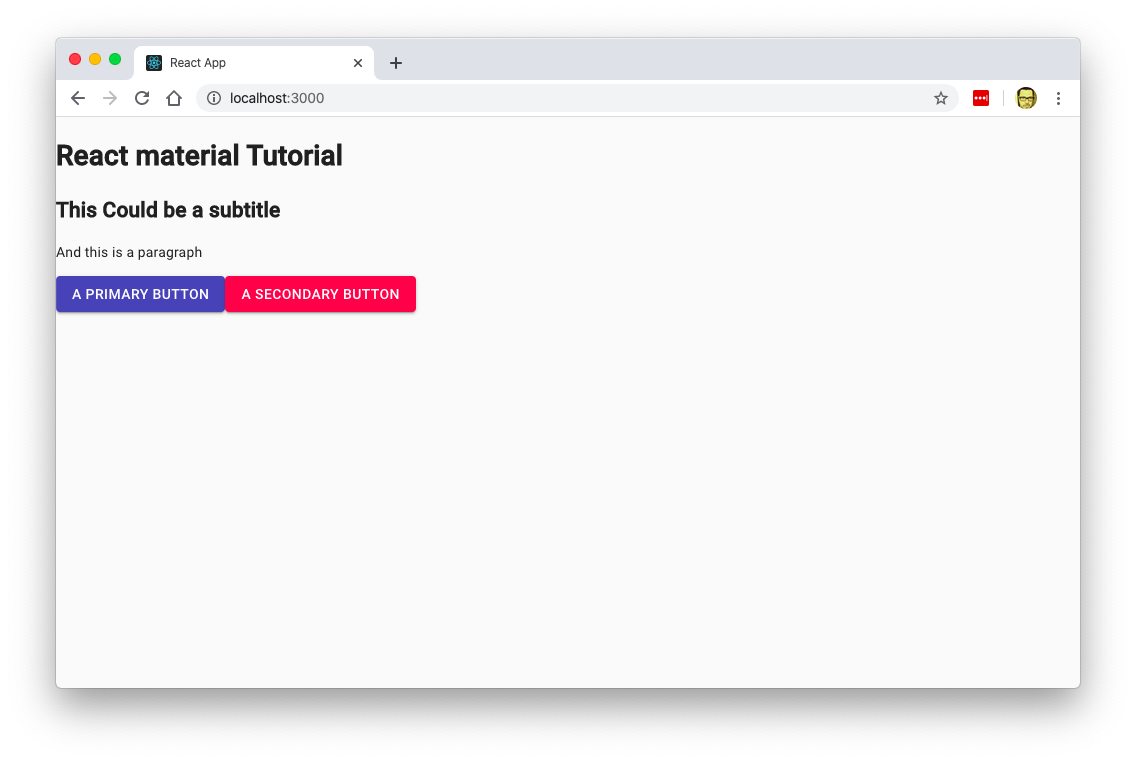 React App
localhost:3000
React material Tutorial
This Could be a subtitle
And this is a paragraph
A PRIMARY BUTTON A SECONDARY BUTTON